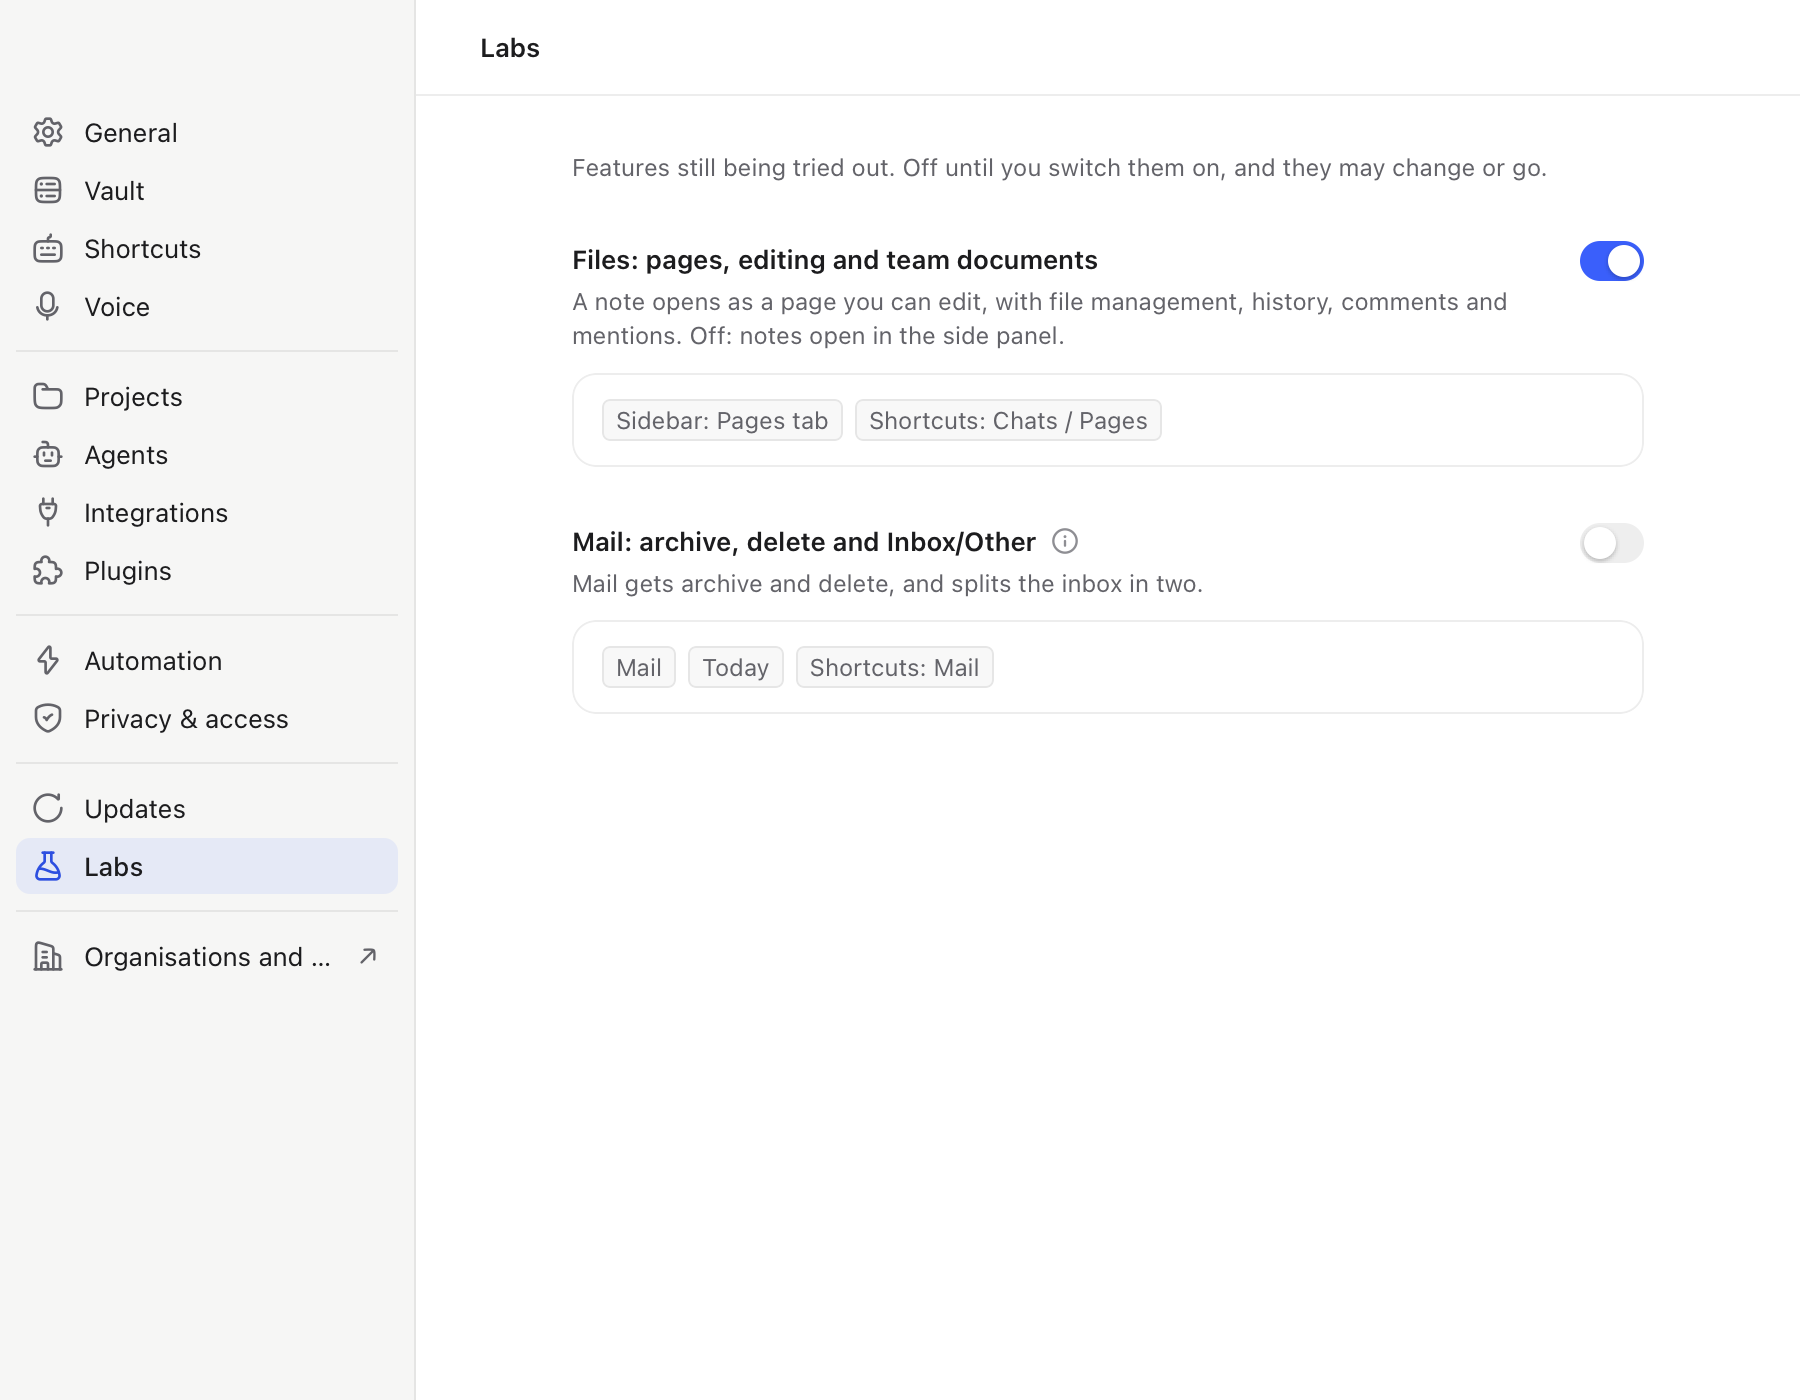 Labs
General
Vault
Shortcuts
Voice
Projects
Agents
Integrations
Plugins
Automation
Privacy & access
Updates
Labs
Organisations and ...
Features still being tried out. Off until you switch them on, and they may change or go.
Files: pages, editing and team documents
A note opens as a page you can edit, with file management, history, comments and
mentions. Off: notes open in the side panel.
Sidebar: Pages tab
Shortcuts: Chats / Pages
Mail: archive, delete and Inbox/Other
Mail gets archive and delete, and splits the inbox in two.
Mail
Today
Shortcuts: Mail